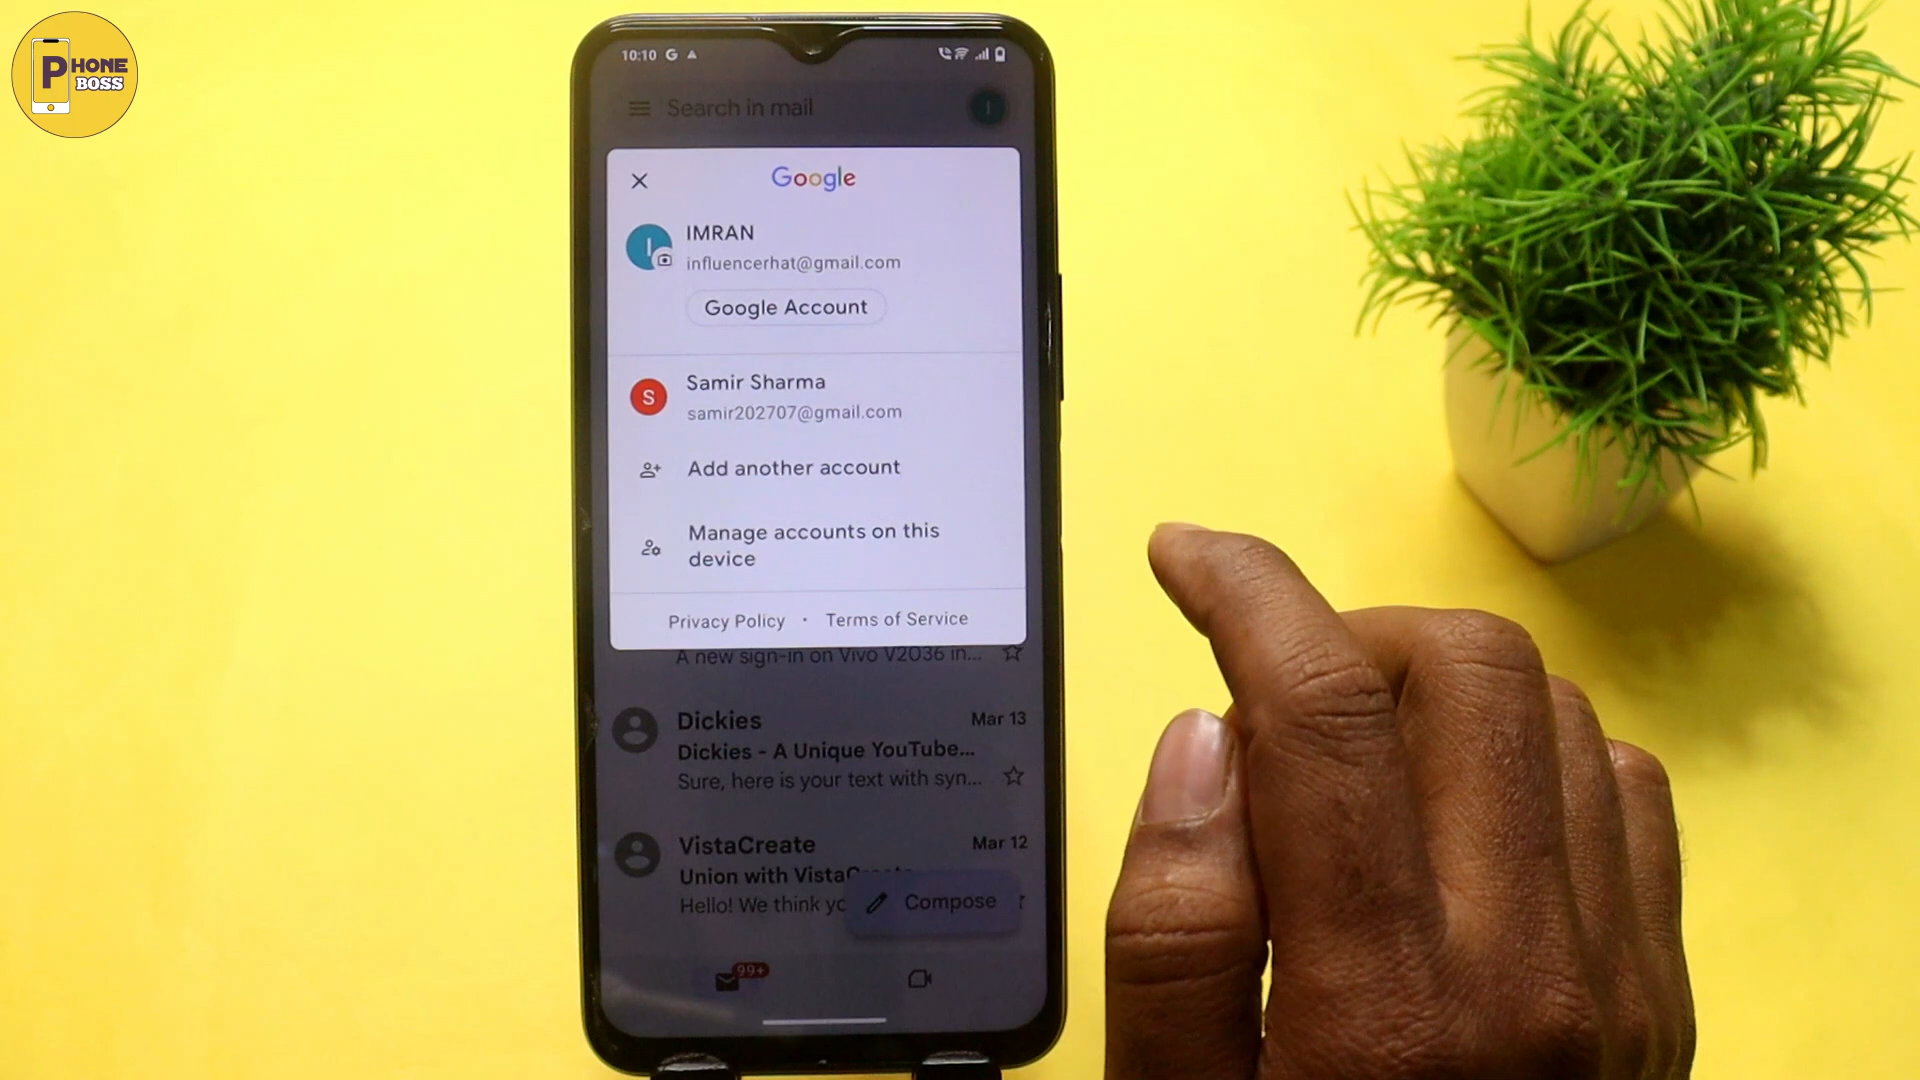 PHONE
BOSS
10:10 G
Search in mail
I
Google
I
IMRAN
influencerhat@gmail.com
Google Account
S
Samir Sharma
samir202707@gmail.com
Add another account
Manage accounts on this
device
Privacy Policy • Terms of Service
A new sign-in on Vivo V2036 in...
Dickies Mar 13
Dickies - A Unique YouTube...
Sure, here is your text with syn...
VistaCreate Mar 12
Union with
Hello! We think
Compose
99+